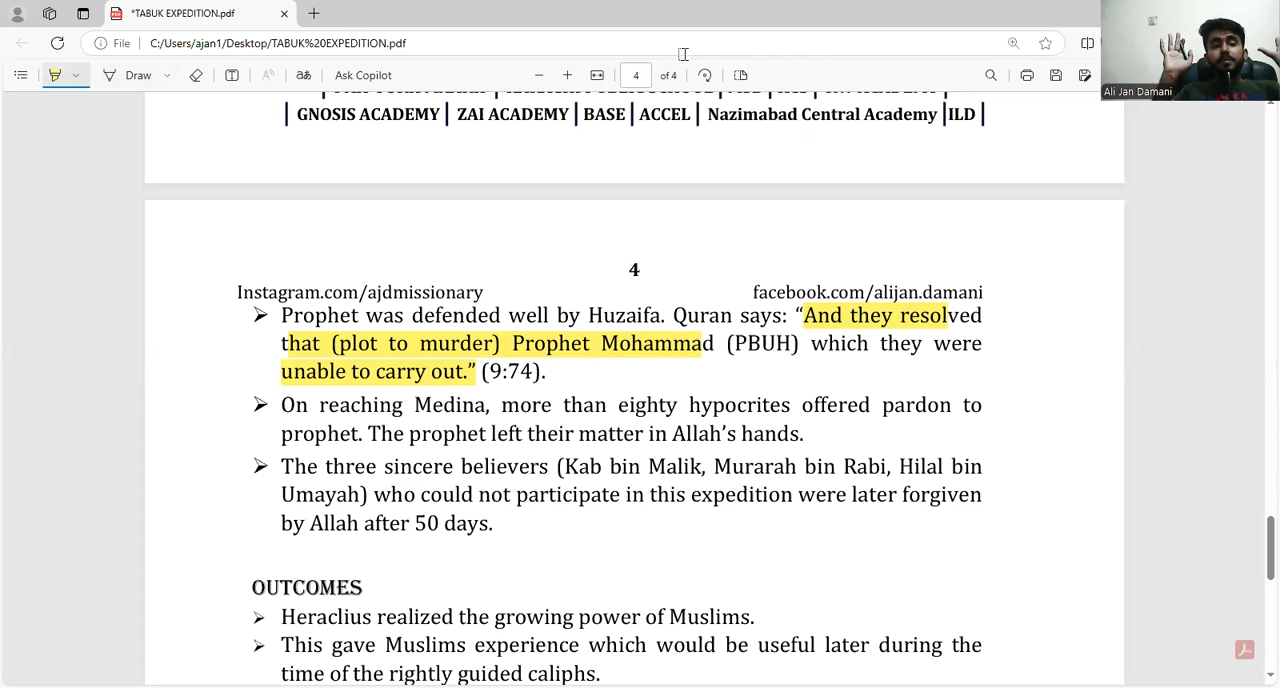 *TABUK EXPEDITION.pdf
File C:/Users/ajan1/Desktop/TABUK%20EXPEDITION.pdf
Draw
Ask Copilot
4 of 4
Ali Jan Damani
| GNOSIS ACADEMY | ZAI ACADEMY | BASE | ACCEL | Nazimabad Central Academy |ILD |
4
Instagram.com/ajdmissionary facebook.com/alijan.damani
➢ Prophet was defended well by Huzaifa. Quran says: “And they resolved
that (plot to murder) Prophet Mohammad (PBUH) which they were
unable to carry out.” (9:74).
➢ On reaching Medina, more than eighty hypocrites offered pardon to
prophet. The prophet left their matter in Allah’s hands.
➢ The three sincere believers (Kab bin Malik, Murarah bin Rabi, Hilal bin
Umayah) who could not participate in this expedition were later forgiven
by Allah after 50 days.
OUTCOMES
➢ Heraclius realized the growing power of Muslims.
➢ This gave Muslims experience which would be useful later during the
time of the rightly guided caliphs.